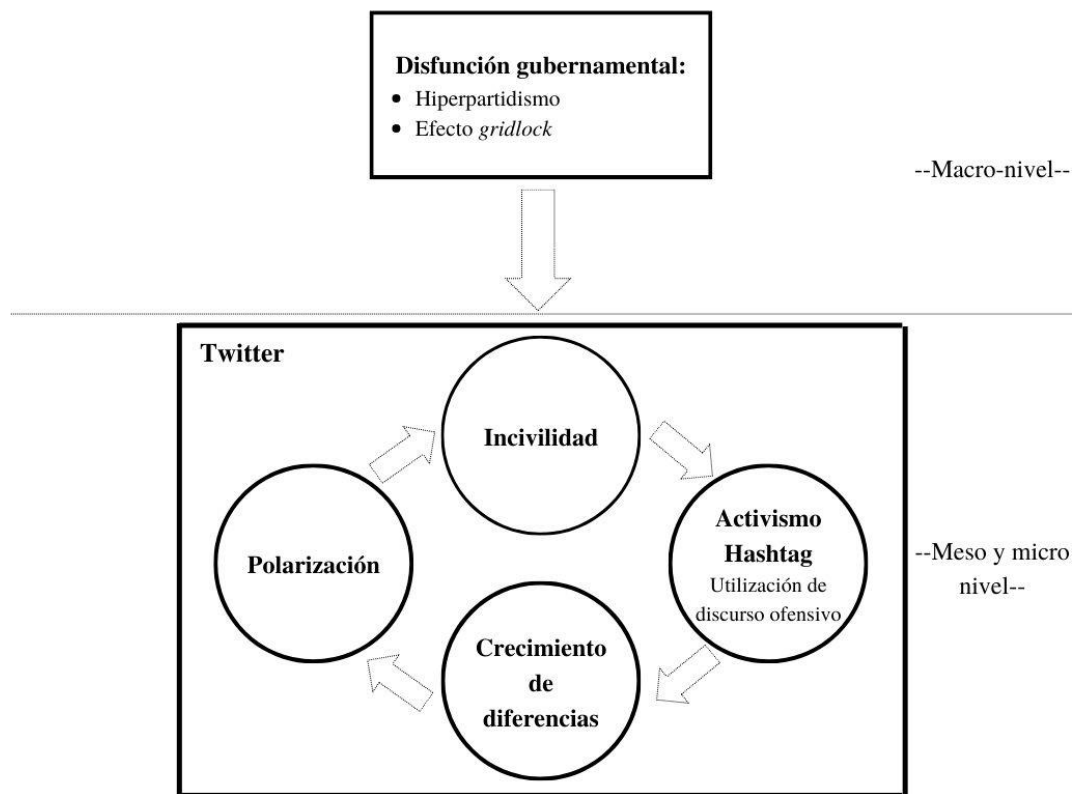 Disfunción gubernamental:
• Hiperpartidismo
• Efecto gridlock
--Macro-nivel--
Twitter
Incivilidad
Activismo
Hashtag
Utilización de
discurso ofensivo
Polarización
--Meso y micro
nivel--
Crecimiento
de
diferencias